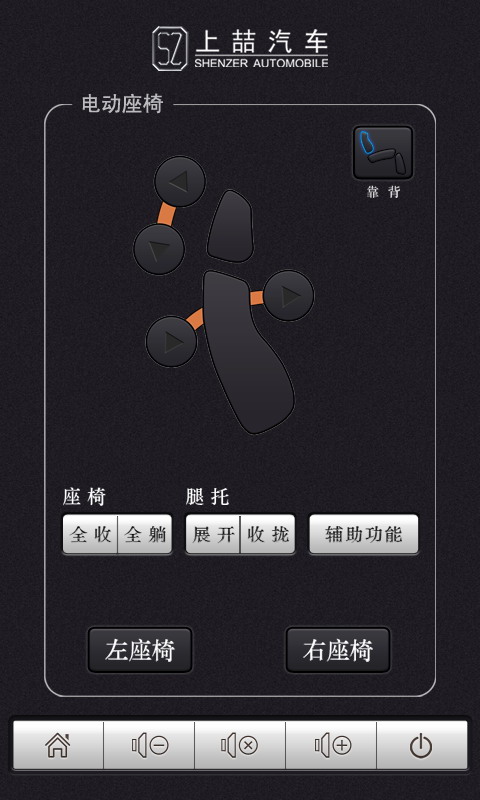 SZ
上喆汽车
SHENZER AUTOMOBILE
电动座椅
靠背
座椅
腿托
全收
全躺
展开
收拢
辅助功能
左座椅
右座椅